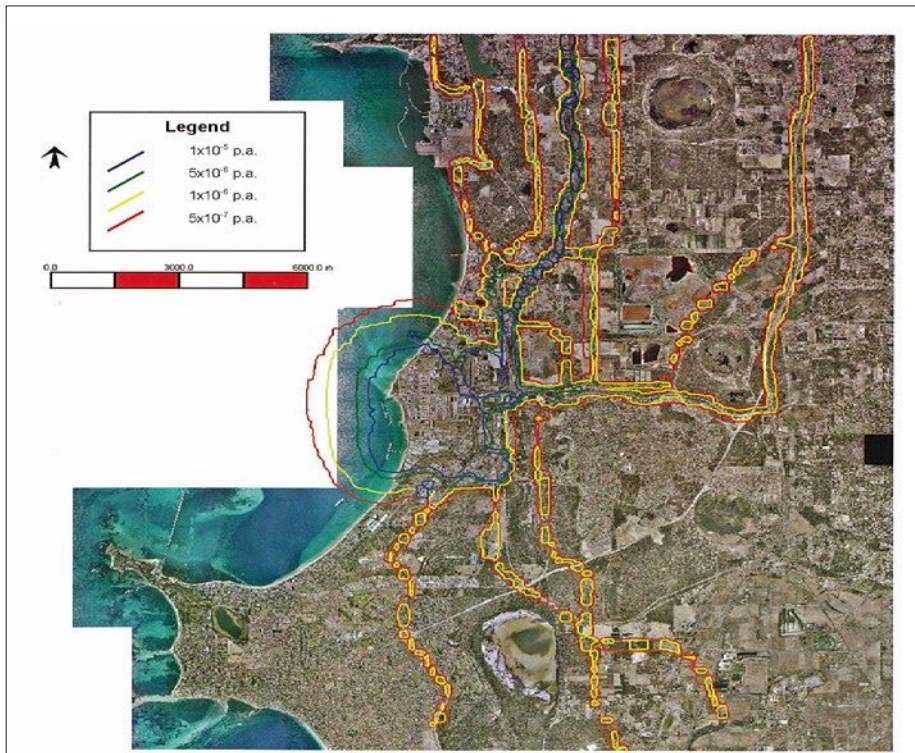 Legend
1x10⁻⁵ p.a.
5x10⁻⁶ p.a.
1x10⁻⁶ p.a.
5x10⁻⁷ p.a.
0.0 3000.0 6000.0 m